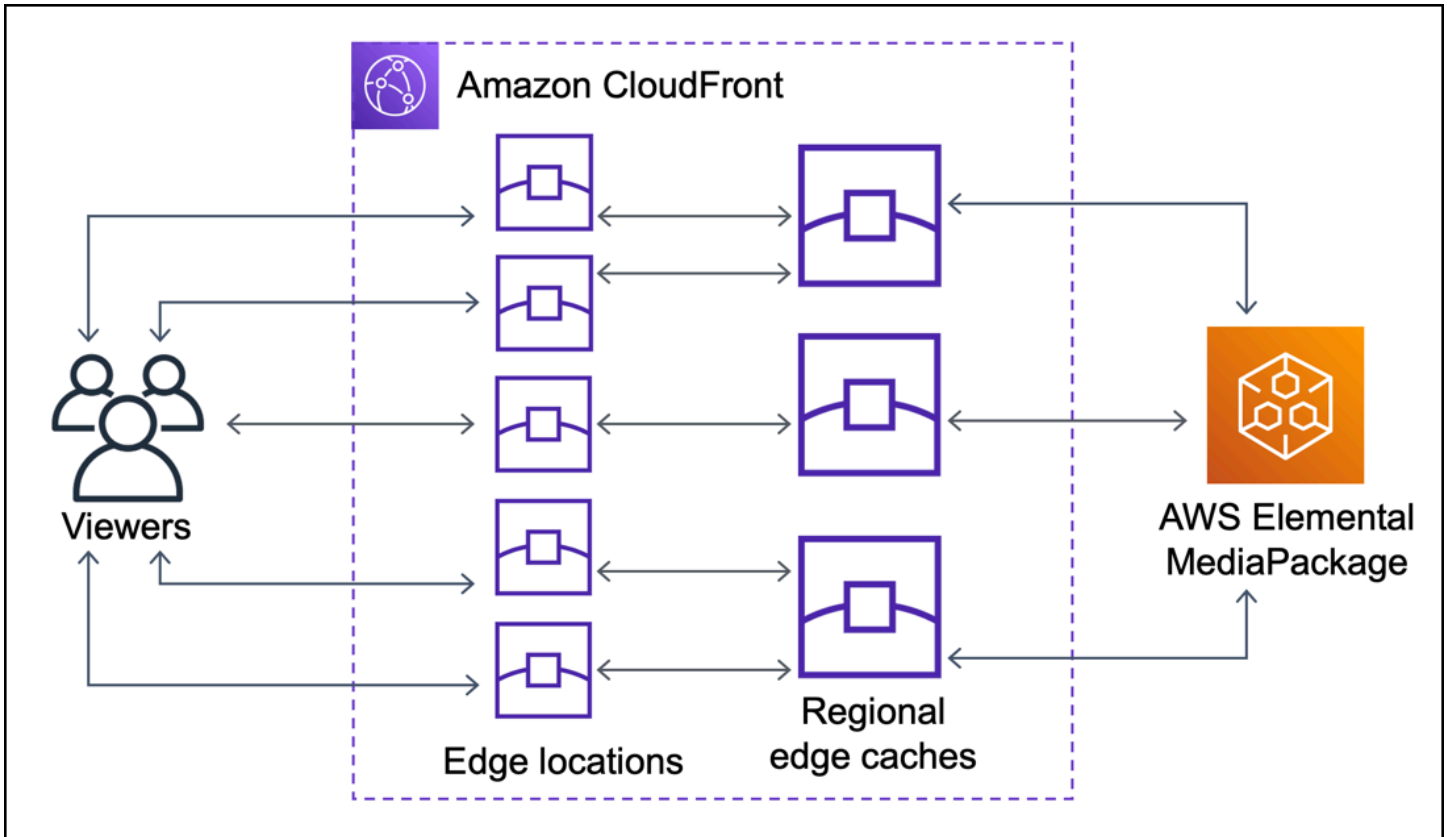 Amazon CloudFront
Viewers
AWS Elemental
MediaPackage
Regional
edge caches
Edge locations